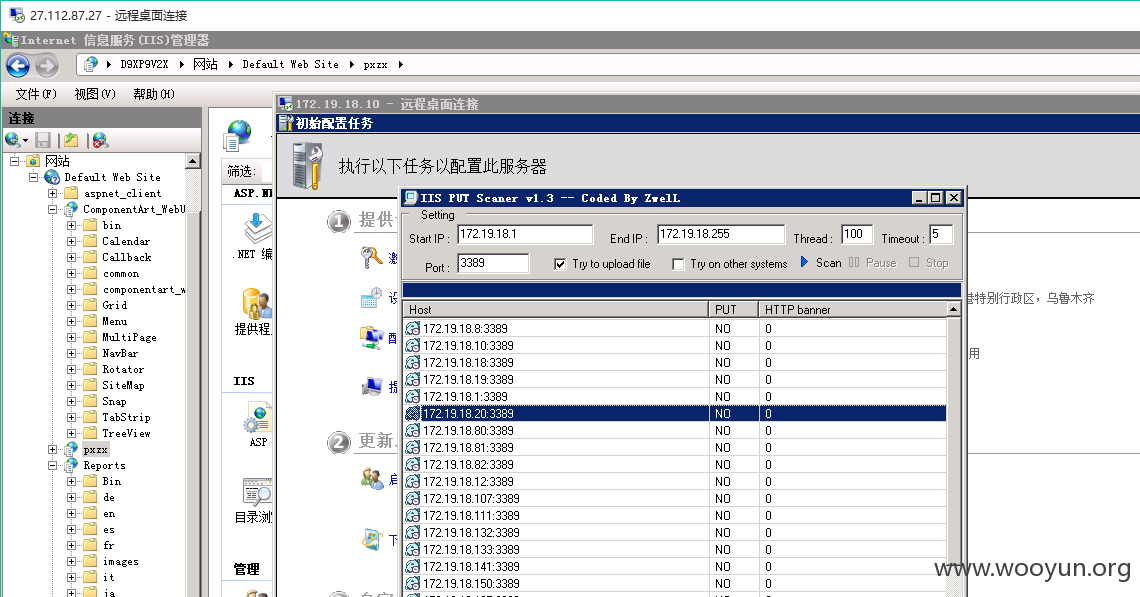 27.112.87.27 - 远程桌面连接
Internet 信息服务(IIS)管理器
D9XP9V2X 网站 Default Web Site pxzx
文件(F) 视图(V) 帮助(H)
连接
网站
Default Web Site
aspnet_client
ComponentArt_WebU
bin
Calendar
Callback
common
componentart_w
Grid
Menu
MultiPage
NavBar
Rotator
SiteMap
Snap
TabStrip
TreeView
pxzx
Reports
Bin
de
en
es
fr
images
it
ja
筛选:
ASP.NE
.NET 编
提供程
IIS
ASP
目录浏
管理
172.19.18.10 - 远程桌面连接
初始配置任务
执行以下任务以配置此服务器
1 提供
2 更新
特别行政区，乌鲁木齐
用
IIS PUT Scaner v1.3 -- Coded By ZwelL
Setting
Start IP : 172.19.18.1 End IP : 172.19.18.255 Thread : 100 Timeout : 5
Port : 3389 Try to upload file Try on other systems Scan Pause Stop
Host PUT HTTP banner
172.19.18.8:3389 NO 0
172.19.18.10:3389 NO 0
172.19.18.18:3389 NO 0
172.19.18.19:3389 NO 0
172.19.18.1:3389 NO 0
172.19.18.20:3389 NO 0
172.19.18.80:3389 NO 0
172.19.18.81:3389 NO 0
172.19.18.82:3389 NO 0
172.19.18.12:3389 NO 0
172.19.18.107:3389 NO 0
172.19.18.111:3389 NO 0
172.19.18.132:3389 NO 0
172.19.18.133:3389 NO 0
172.19.18.141:3389 NO 0
172.19.18.150:3389 NO 0
www.wooyun.org